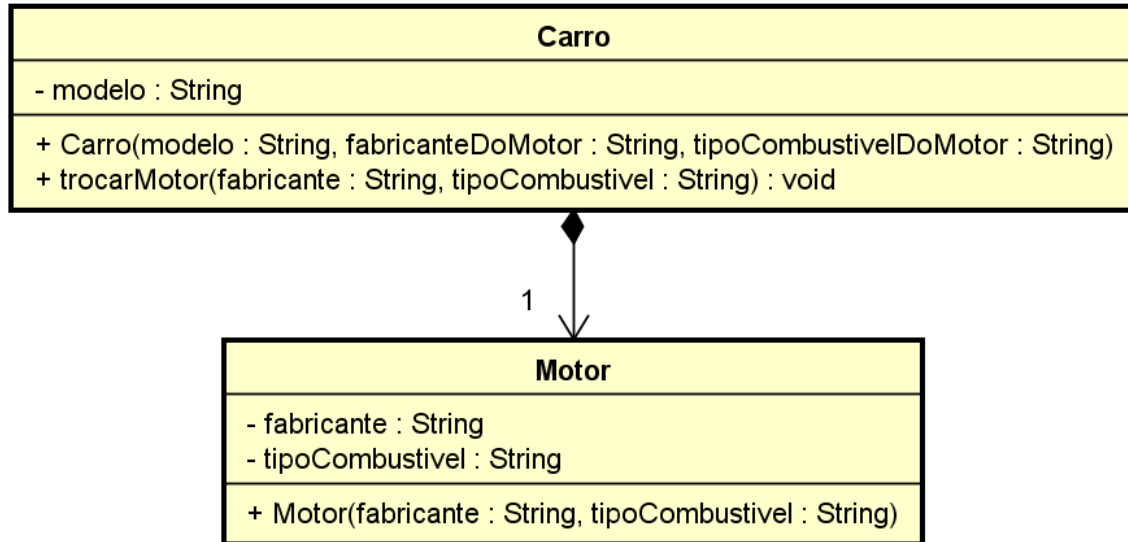 Carro
- modelo : String
+ Carro(modelo : String, fabricanteDoMotor : String, tipoCombustivelDoMotor : String)
+ trocarMotor(fabricante : String, tipoCombustivel : String) : void
1
Motor
- fabricante : String
- tipoCombustivel : String
+ Motor(fabricante : String, tipoCombustivel : String)